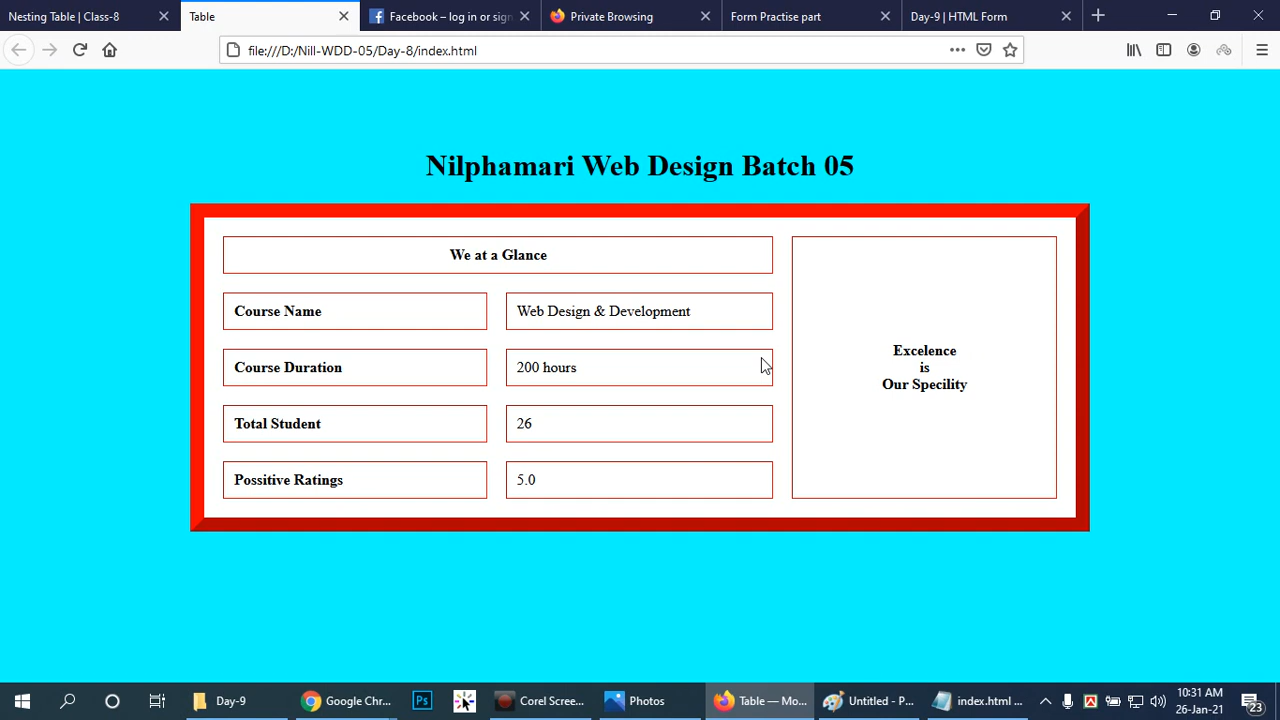 Nesting Table | Class-8
Table
Facebook – log in or sign
Private Browsing
Form Practise part
Day-9 | HTML Form
file:///D:/Nill-WDD-05/Day-8/index.html
Nilphamari Web Design Batch 05
We at a Glance
Course Name
Web Design & Development
Course Duration
200 hours
Total Student
26
Possitive Ratings
5.0
Excelence
is
Our Specility
Day-9
Google Chr...
Ps
Corel Scree...
Photos
Table — Mo...
Untitled - P...
index.html ...
10:31 AM
26-Jan-21
23